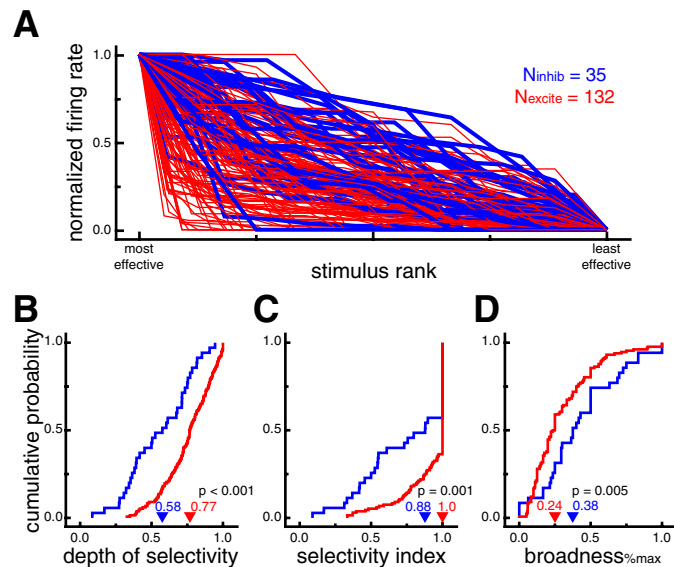 A
normalized firing rate
1.0
0.5
0.0
Ninhib = 35
Nexcite = 132
most
effective
stimulus rank
least
effective
B
C
D
cumulative probability
1.0
0.5
0.0
p < 0.001
0.58
0.77
0.0
0.5
1.0
depth of selectivity
1.0
0.5
0.0
p = 0.001
0.88
1.0
0.0
0.5
1.0
selectivity index
1.0
0.5
0.0
p = 0.005
0.24
0.38
0.0
0.5
1.0
broadness%max